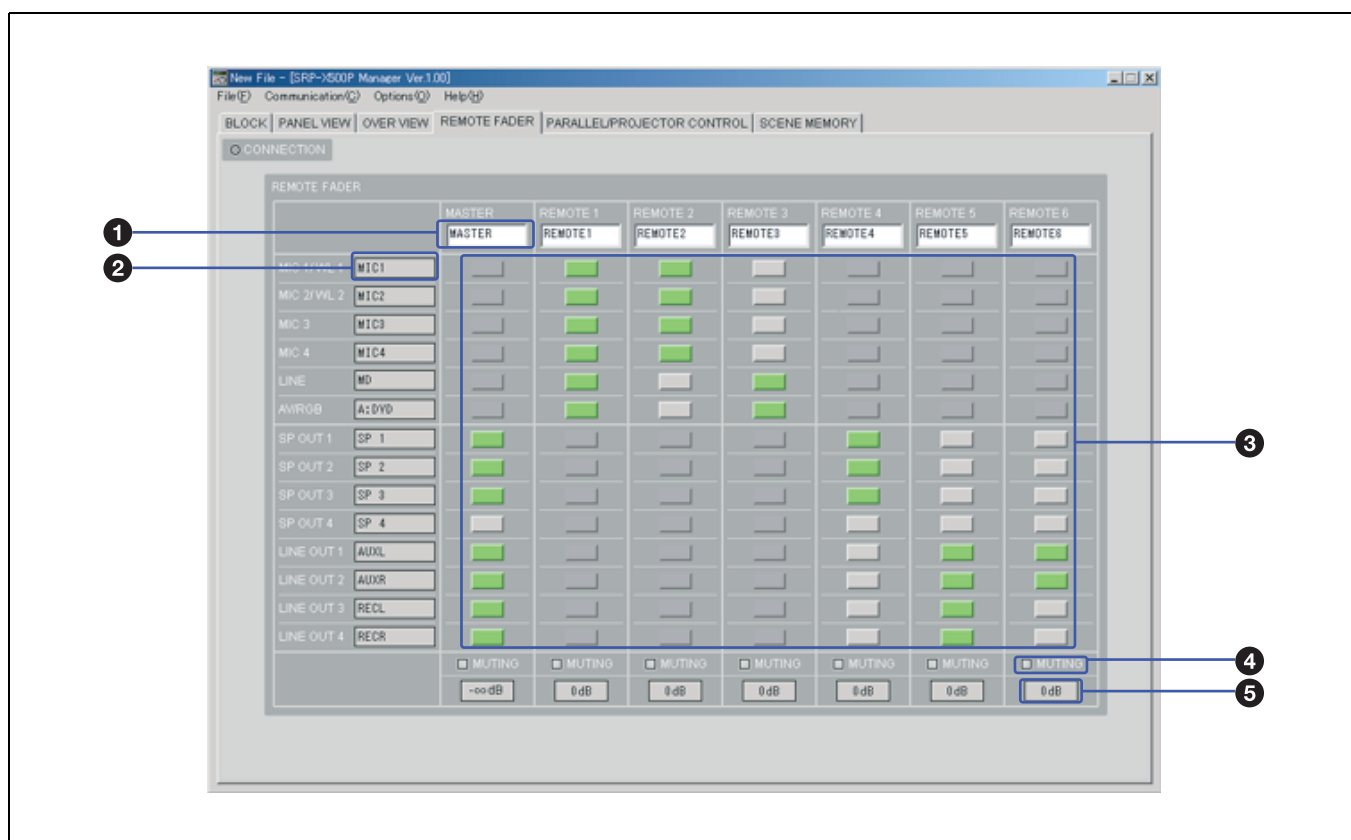 New File - [SRP-X500P Manager Ver.1.00]
File(F) Communication(C) Options(O) Help(H)
BLOCK PANEL VIEW OVER VIEW REMOTE FADER PARALLEL/PROJECTOR CONTROL SCENE MEMORY
CONNECTION
REMOTE FADER
MASTER REMOTE 1 REMOTE 2 REMOTE 3 REMOTE 4 REMOTE 5 REMOTE 6
1 MASTER REMOTE1 REMOTE2 REMOTE3 REMOTE4 REMOTE5 REMOTE6
2 MIC 1/WL 1 MIC1
MIC 2/WL 2 MIC2
MIC 3 MIC3
MIC 4 MIC4
LINE MD
AV/RGB A:DVD
SP OUT 1 SP 1 3
SP OUT 2 SP 2
SP OUT 3 SP 3
SP OUT 4 SP 4
LINE OUT 1 AUXL
LINE OUT 2 AUXR
LINE OUT 3 RECL
LINE OUT 4 RECR
MUTING MUTING MUTING MUTING MUTING MUTING MUTING 4
-∞dB 0dB 0dB 0dB 0dB 0dB 0dB 5